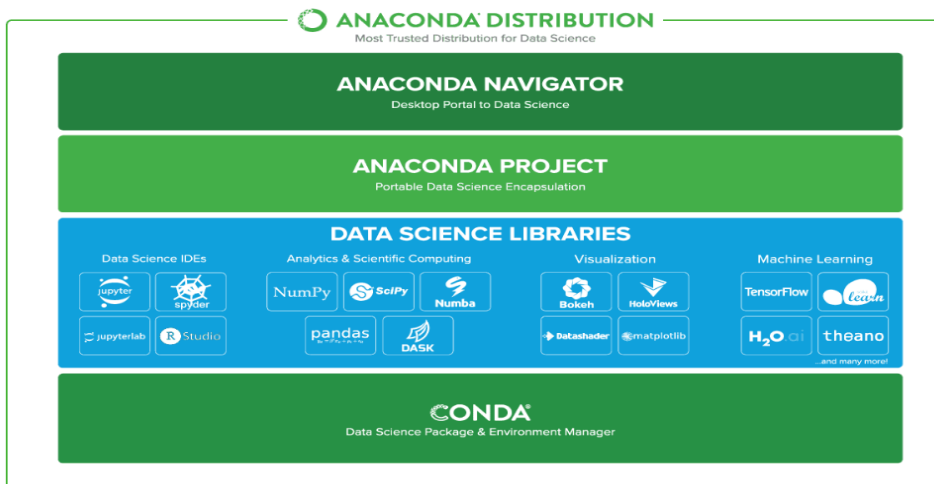 ANACONDA DISTRIBUTION
Most Trusted Distribution for Data Science
ANACONDA NAVIGATOR
Desktop Portal to Data Science
ANACONDA PROJECT
Portable Data Science Encapsulation
DATA SCIENCE LIBRARIES
Data Science IDEs
jupyter
spyder
jupyterlab
R Studio
Analytics & Scientific Computing
NumPy
SciPy
Numba
pandas
DASK
Visualization
Bokeh
HoloViews
Datashader
matplotlib
Machine Learning
TensorFlow
learn
H2O.ai
theano
...and many more!
CONDA®
Data Science Package & Environment Manager